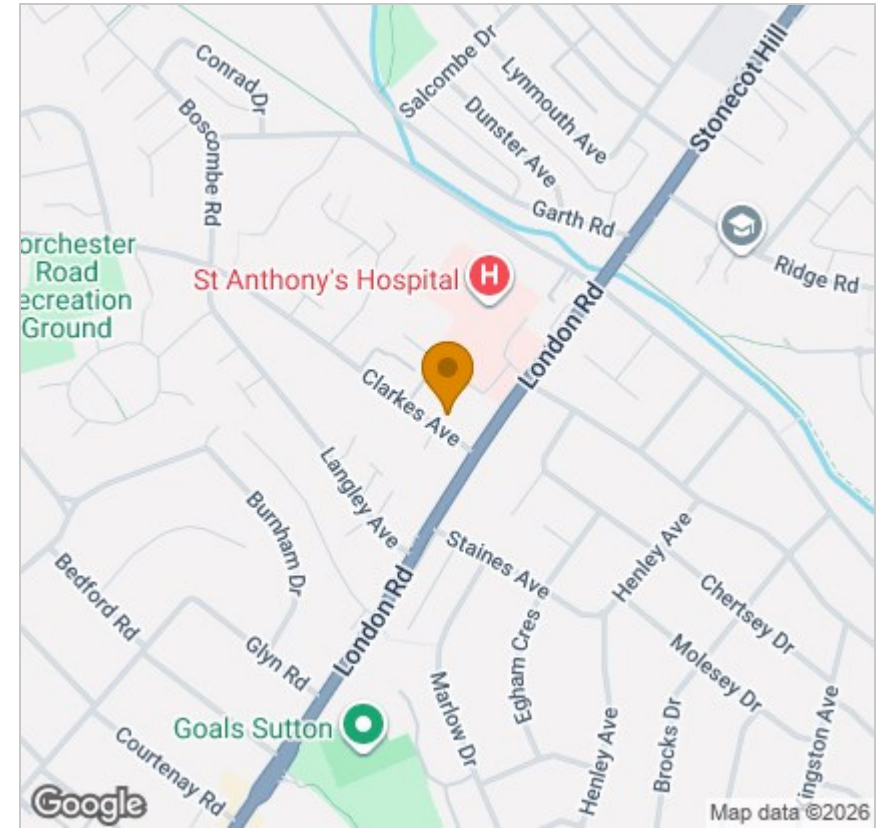 Conrad Dr
Salcombe Dr
Lynmouth Ave
Stonecot Hill
Boscombe Rd
Dunster Ave
Garth Rd
orchester
Road
ecreation
Ground
St Anthony's Hospital
H
Ridge Rd
London Rd
Clarkes Ave
Langley Ave
Burnham Dr
Staines Ave
Henley Ave
Chertsey Dr
Bedford Rd
London Rd
Egham Cres
Molesey Dr
Glyn Rd
Marlow Dr
Goals Sutton
Henley Ave
Brocks Dr
ingston Ave
Courtenay Rd
Google
Map data ©2026